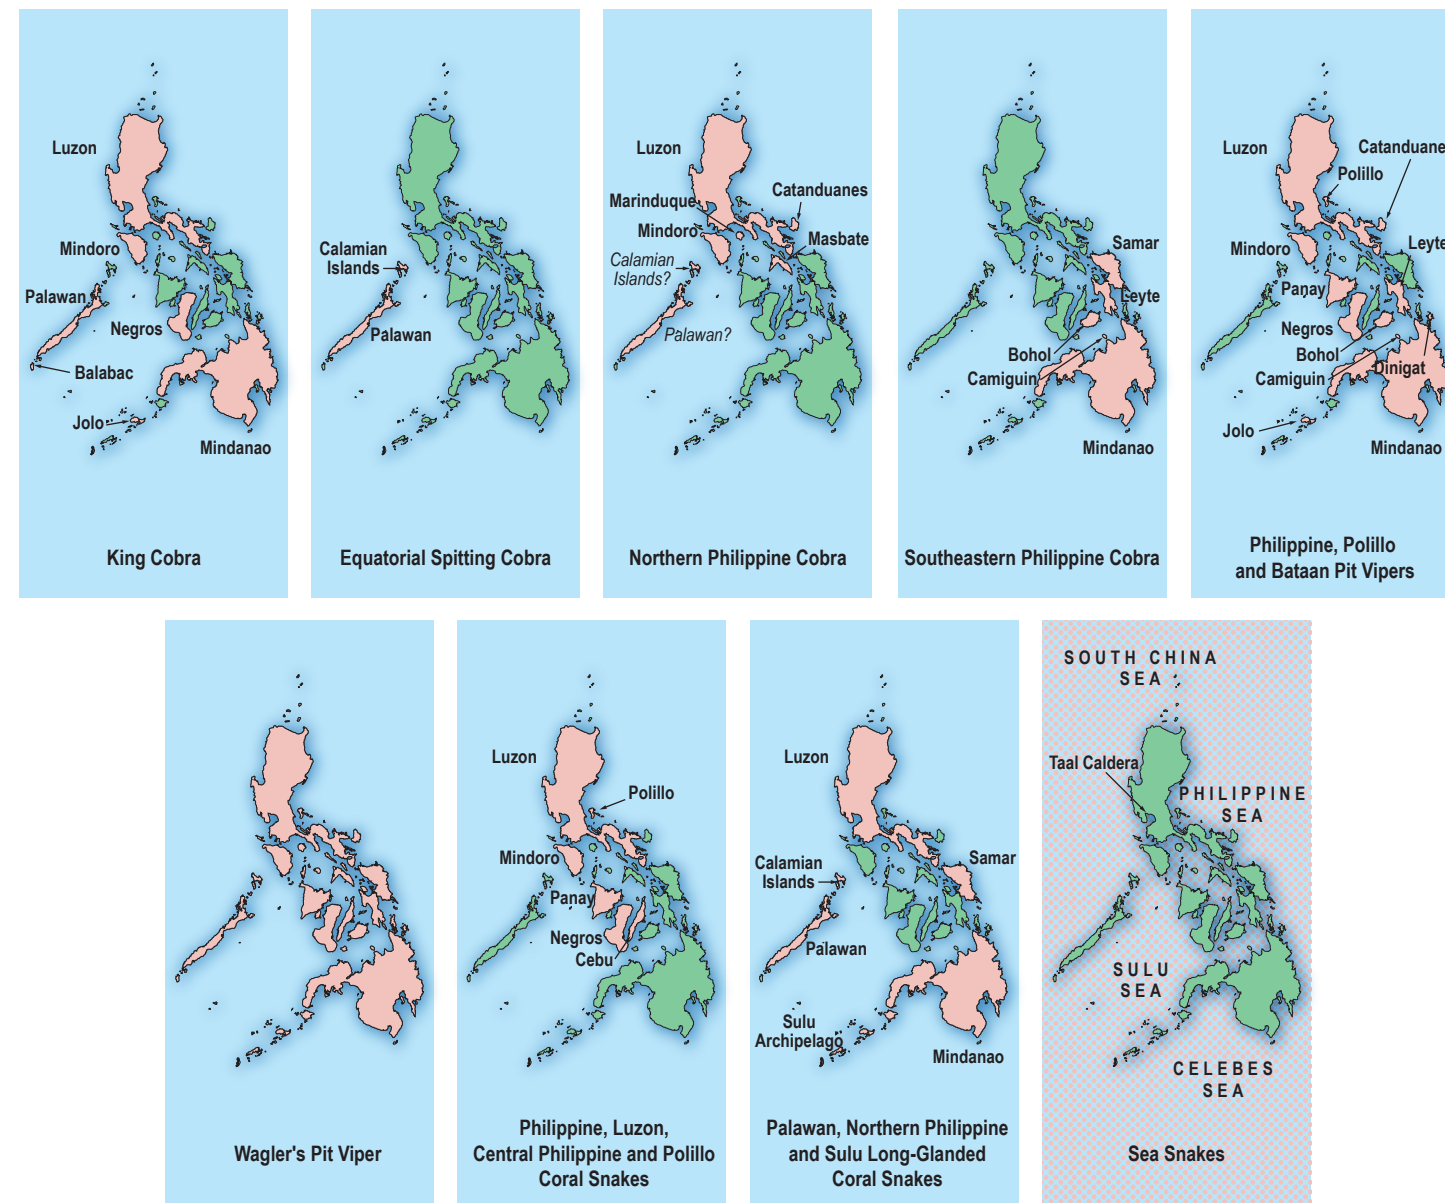 Luzon
Mindoro
Palawan
Negros
Balabac
Jolo
Mindanao
King Cobra
Calamian
Islands
Palawan
Equatorial Spitting Cobra
Luzon
Catanduanes
Marinduque
Mindoro
Masbate
Calamian
Islands?
Palawan?
Northern Philippine Cobra
Samar
Leyte
Bohol
Camiguin
Mindanao
Southeastern Philippine Cobra
Luzon
Catanduane
Polillo
Mindoro
Leyte
Panay
Negros
Bohol
Dinigat
Camiguin
Jolo
Mindanao
Philippine, Polillo
and Bataan Pit Vipers
Wagler's Pit Viper
Luzon
Polillo
Mindoro
Panay
Negros
Cebu
Philippine, Luzon,
Central Philippine and Polillo
Coral Snakes
Luzon
Calamian
Islands
Samar
Palawan
Sulu
Archipelago
Mindanao
Palawan, Northern Philippine
and Sulu Long-Glanded
Coral Snakes
SOUTH CHINA
SEA
Taal Caldera
PHILIPPINE
SEA
SULU
SEA
CELEBES
SEA
Sea Snakes